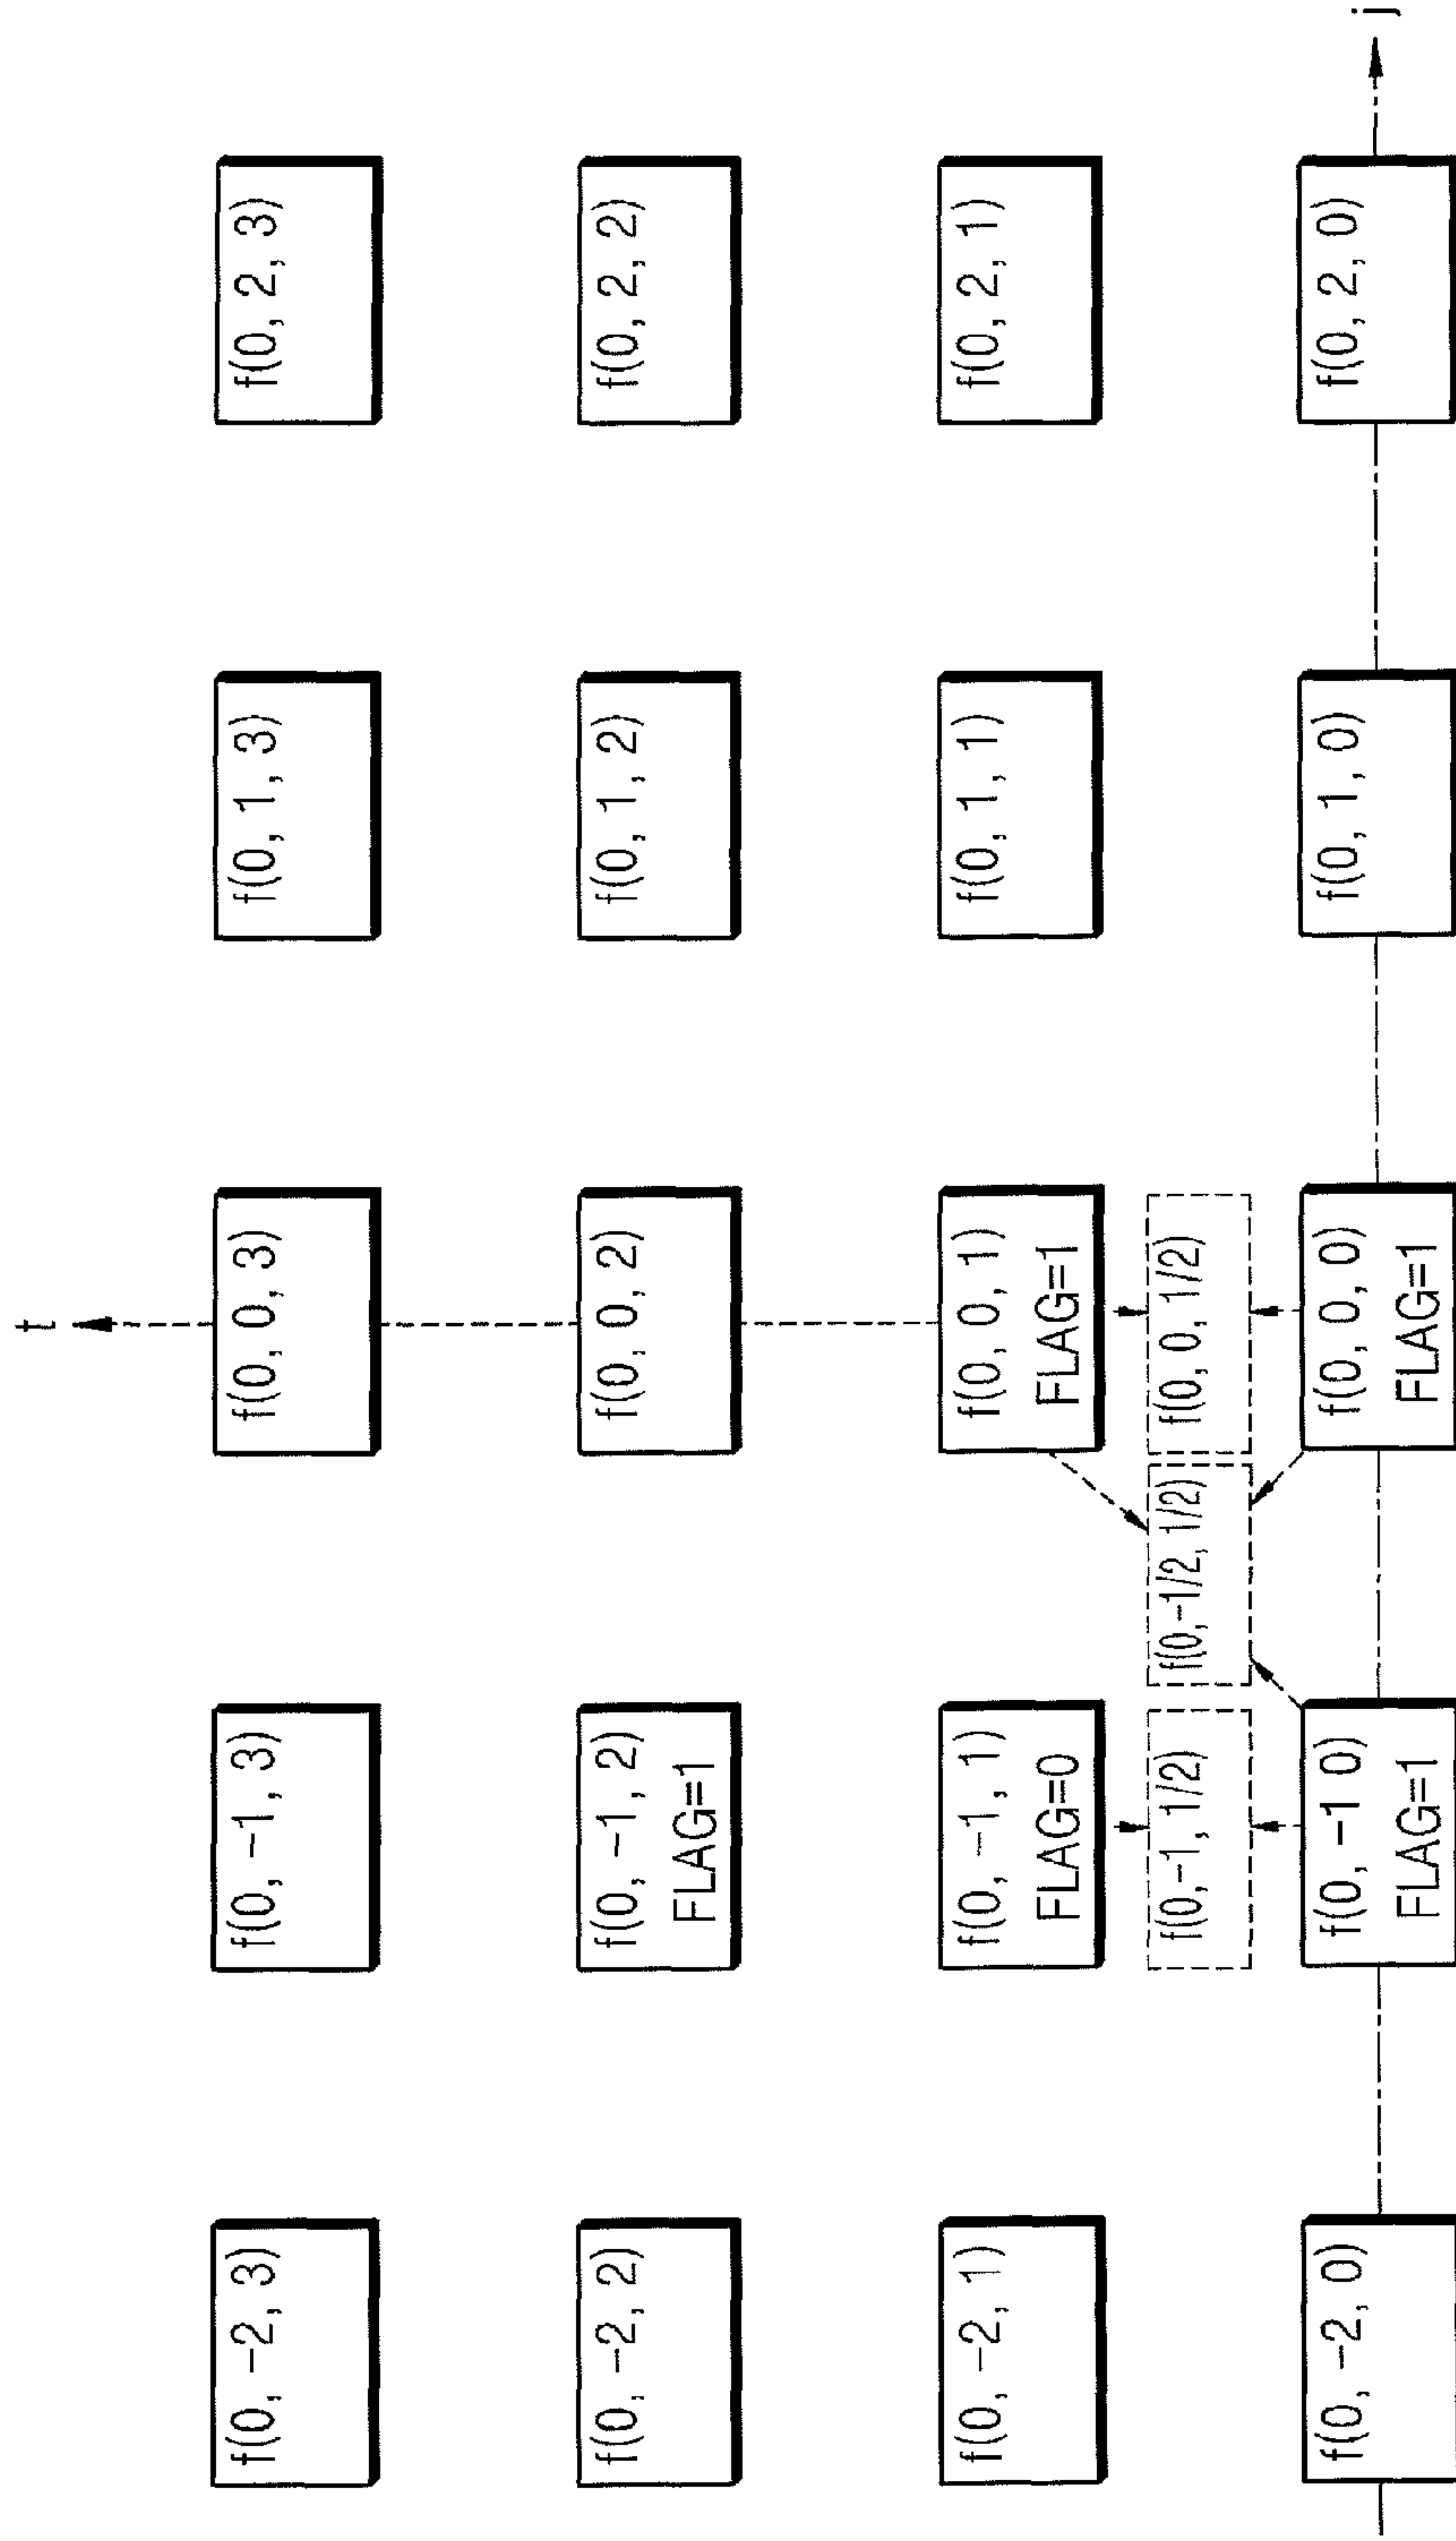 t
f(0, -2, 3)
f(0, -1, 3)
f(0, 0, 3)
f(0, 1, 3)
f(0, 2, 3)
f(0, -2, 2)
f(0, -1, 2)
FLAG=1
f(0, 0, 2)
f(0, 1, 2)
f(0, 2, 2)
f(0, -2, 1)
f(0, -1, 1)
FLAG=0
f(0, 0, 1)
FLAG=1
f(0, 1, 1)
f(0, 2, 1)
f(0,-1, 1/2)
f(0,-1/2, 1/2)
f(0, 0, 1/2)
f(0, -2, 0)
f(0, -1 0)
FLAG=1
f(0, 0, 0)
FLAG=1
f(0, 1, 0)
f(0, 2, 0)
j